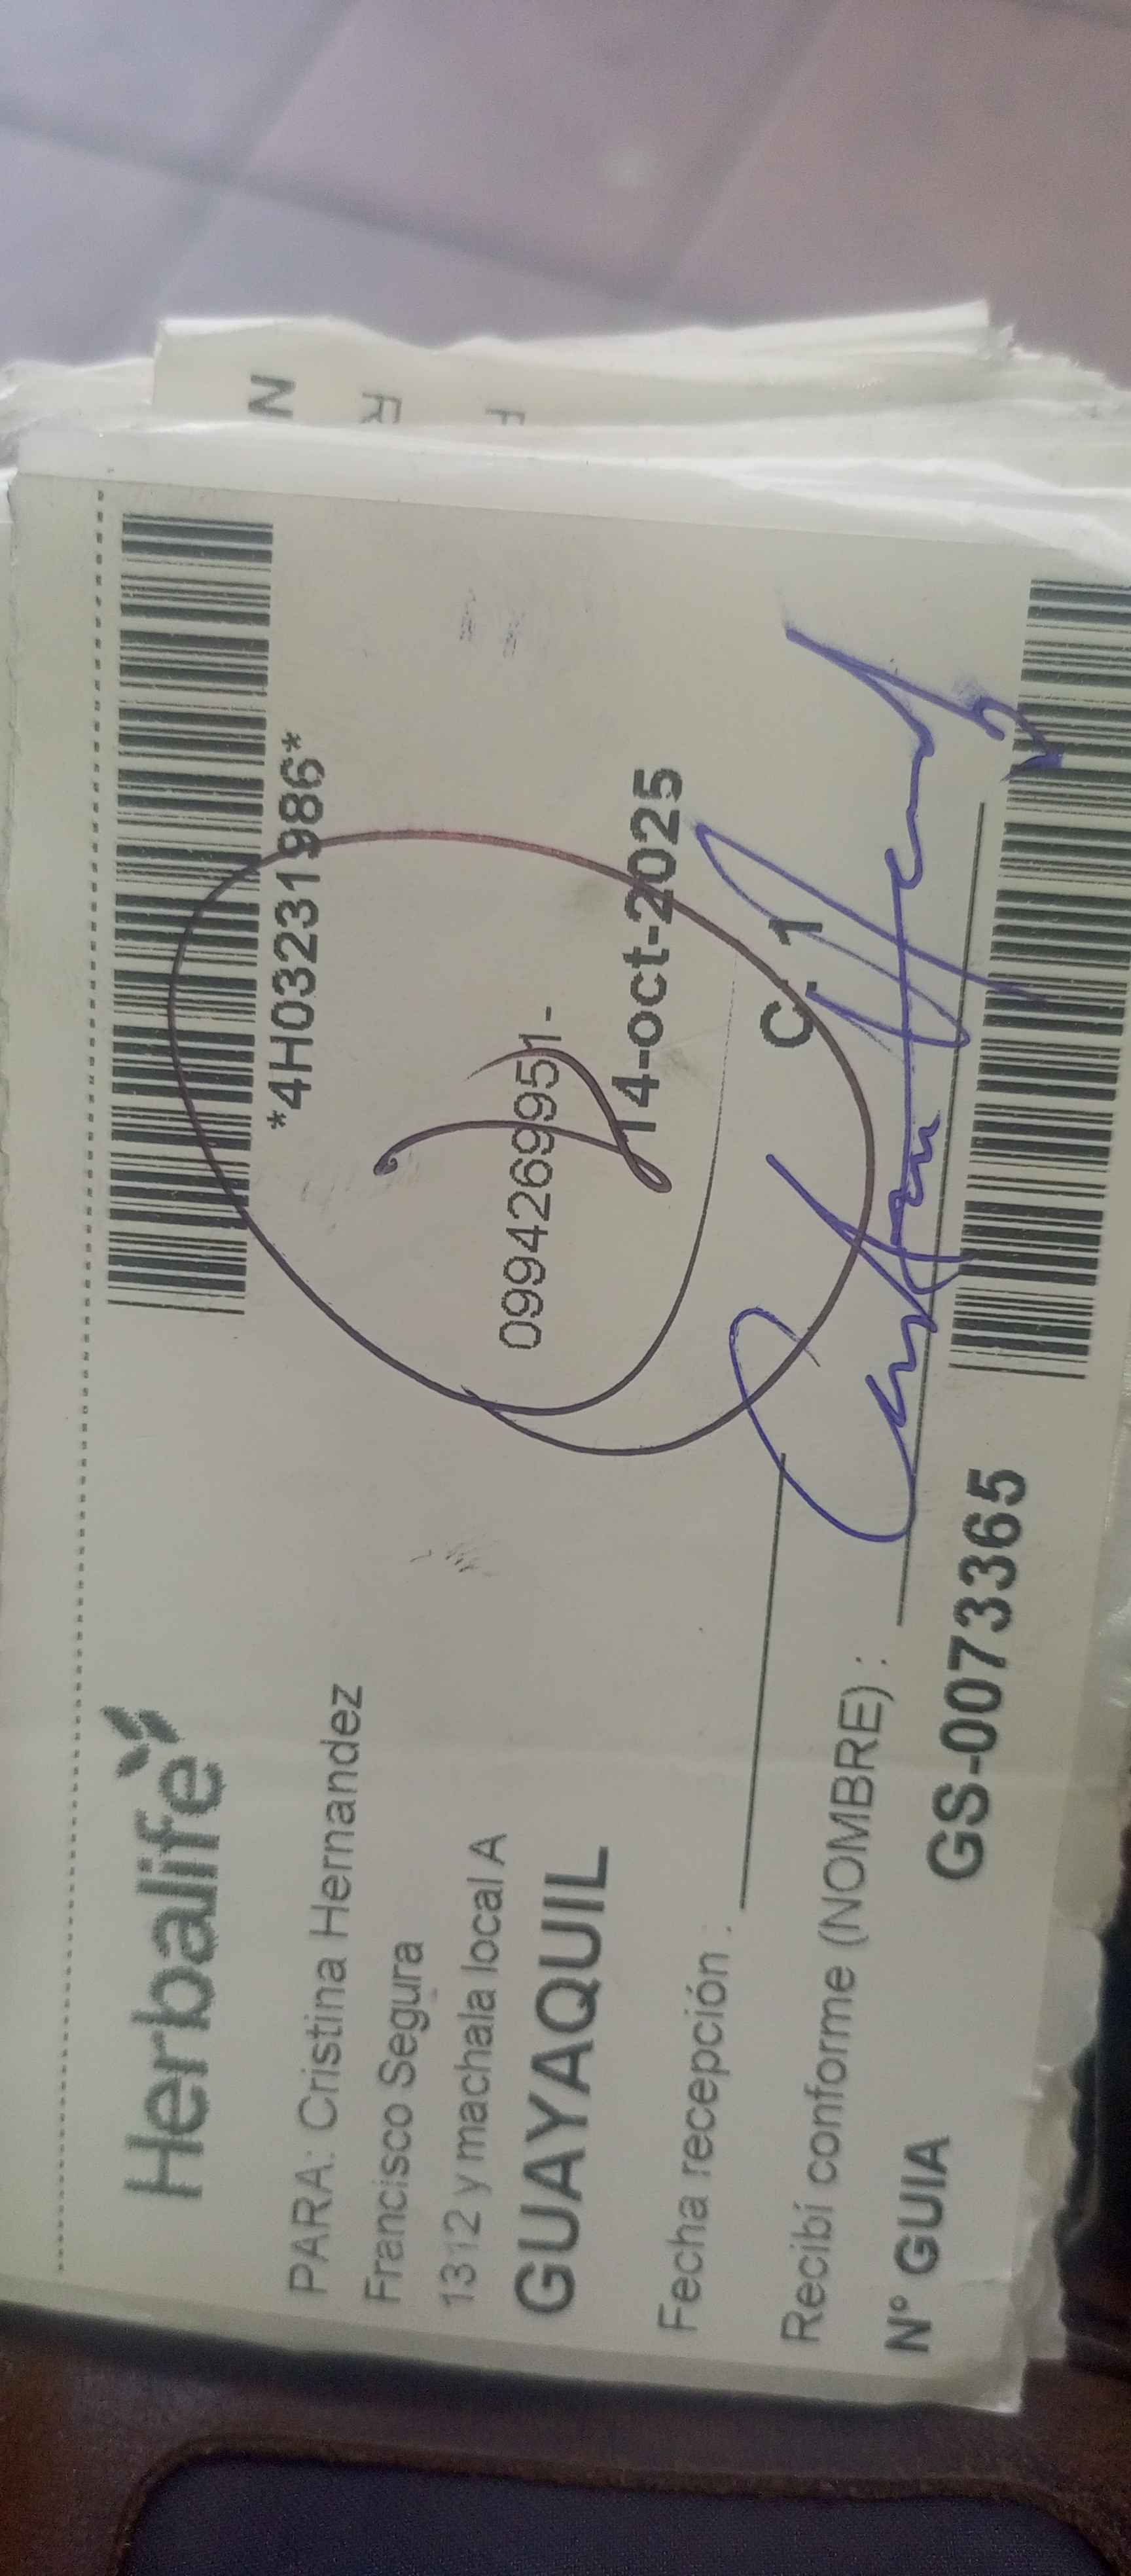 Herbalife
*4H03231986*
PARA: Cristina Hernandez
Francisco Segura
0994269951-
1312 y machala local A
GUAYAQUIL
14-oct-2025
Fecha recepción :
C. 1
Recibí conforme (NOMBRE) :
N° GUIA GS-0073365
N
R
F